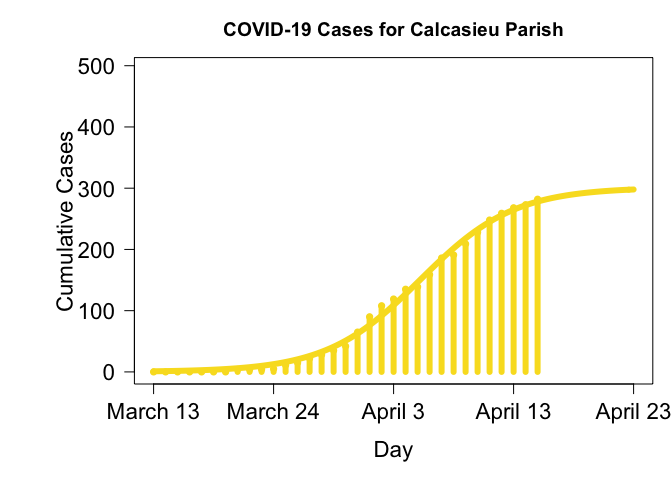 COVID-19 Cases for Calcasieu Parish
500
400
300
200
100
0
Cumulative Cases
March 13
March 24
April 3
April 13
April 23
Day